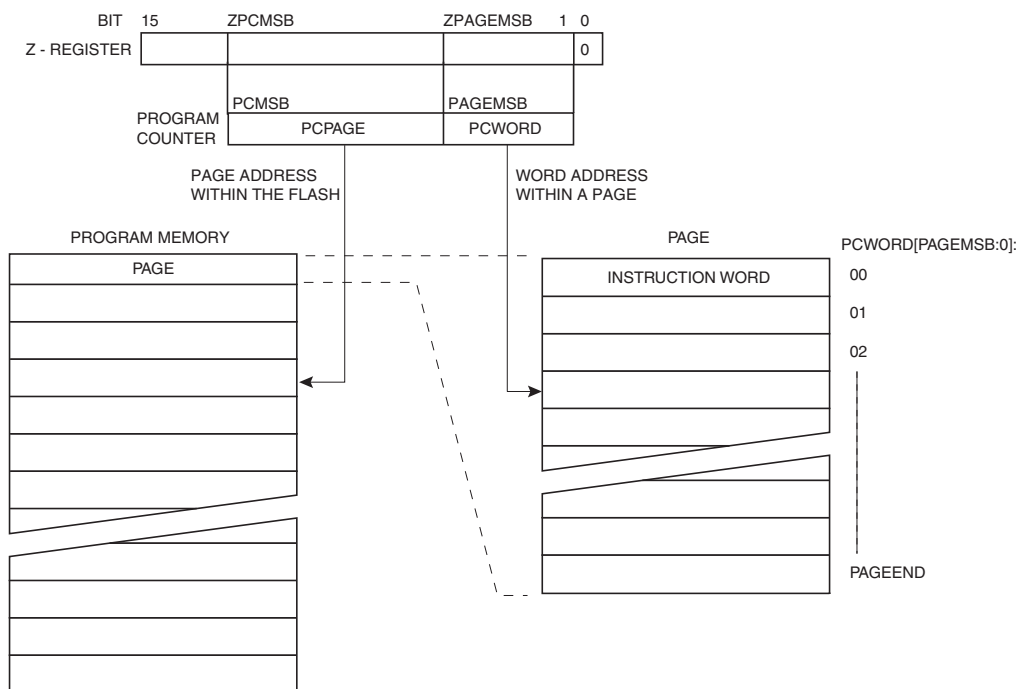 BIT 15 ZPCMSB ZPAGEMSB 1 0
Z - REGISTER 0
PCMSB PAGEMSB
PROGRAM
COUNTER
PCPAGE PCWORD
PAGE ADDRESS
WITHIN THE FLASH
WORD ADDRESS
WITHIN A PAGE
PROGRAM MEMORY
PAGE
PAGE
PCWORD[PAGEMSB:0]:
INSTRUCTION WORD 00
01
02
PAGEEND